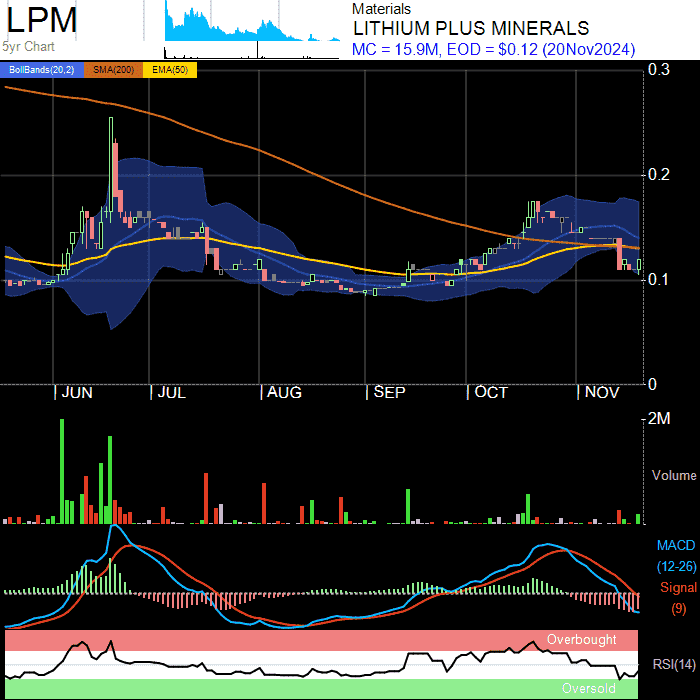 LPM
5yr Chart
Materials
LITHIUM PLUS MINERALS
MC = 15.9M, EOD = $0.12 (20Nov2024)
BollBands(20,2) SMA(200) EMA(50)
0.3
0.2
0.1
0
JUN JUL AUG SEP OCT NOV
2M
Volume
MACD
(12-26)
Signal
(9)
Overbought
RSI(14)
Oversold